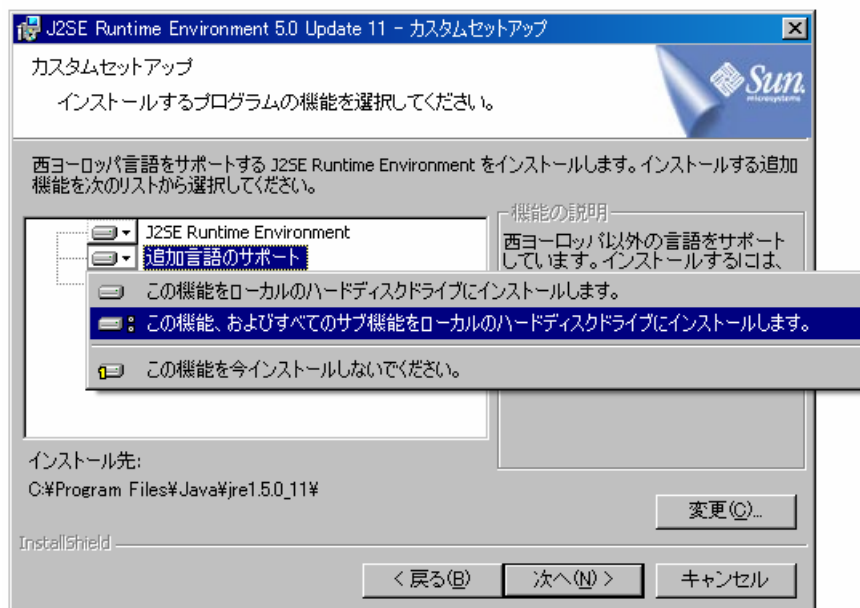 J2SE Runtime Environment 5.0 Update 11 - カスタムセットアップ
カスタムセットアップ
インストールするプログラムの機能を選択してください。
Sun
microsystems
西ヨーロッパ言語をサポートする J2SE Runtime Environment をインストールします。インストールする追加
機能を次のリストから選択してください。
J2SE Runtime Environment
追加言語のサポート
機能の説明
西ヨーロッパ以外の言語をサポート
しています。インストールするには、
この機能をローカルのハードディスクドライブにインストールします。
この機能、およびすべてのサブ機能をローカルのハードディスクドライブにインストールします。
この機能を今インストールしないでください。
インストール先:
C:¥Program Files¥Java¥jre1.5.0_11¥
変更(C)...
InstallShield
< 戻る(B)
次へ(N) >
キャンセル